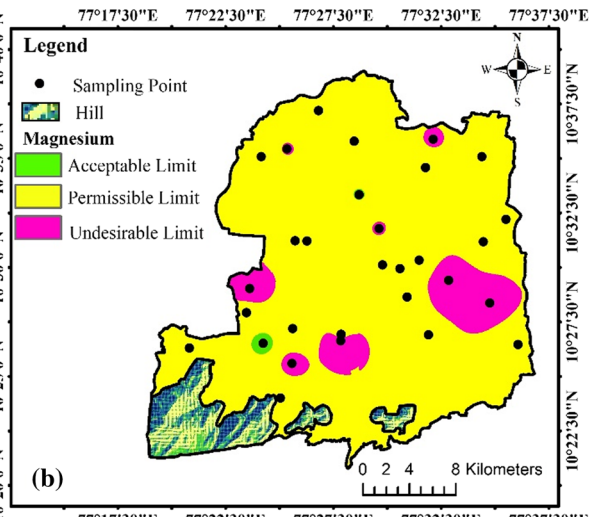 77°17'30"E 77°22'30"E 77°27'30"E 77°32'30"E 77°37'30"E
Legend
Sampling Point
Hill
Magnesium
Acceptable Limit
Permissible Limit
Undesirable Limit
N
W E
S
10°37'30"N
10°32'30"N
10°27'30"N
10°22'30"N
(b)
0 2 4 8 Kilometers